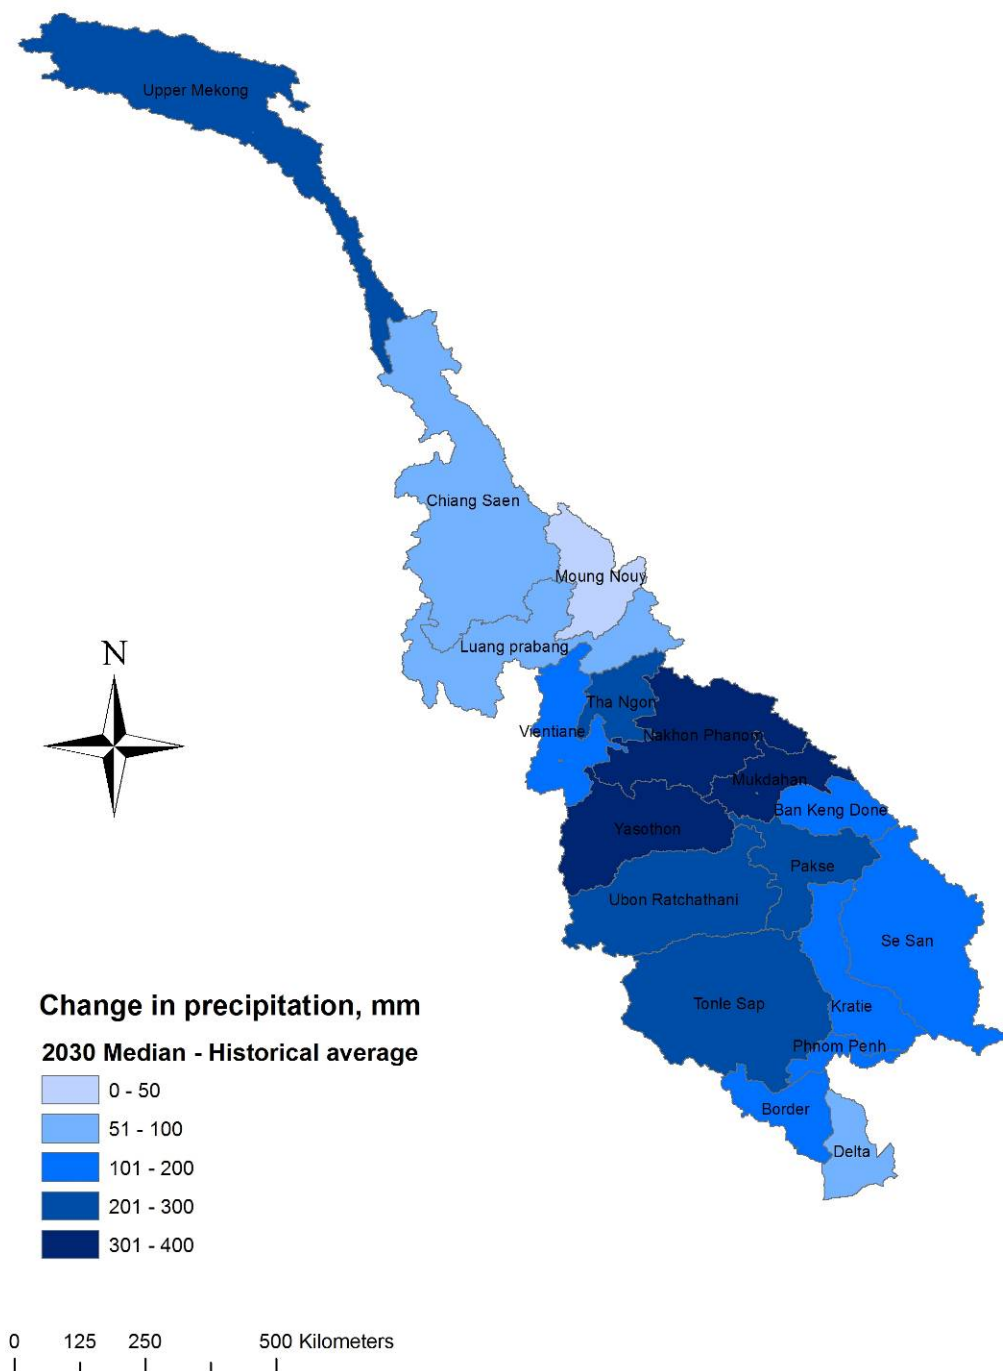 Upper Mekong
Chiang Saen
Moung Nouy
N
Luang prabang
Tha Ngon
Vientiane
Nakhon Phanom
Mukdahan
Ban Keng Done
Yasothon
Pakse
Ubon Ratchathani
Se San
Change in precipitation, mm
Tonle Sap
Kratie
2030 Median - Historical average
Phnom Penh
0 - 50
Border
51 - 100
Delta
101 - 200
201 - 300
301 - 400
0 125 250 500 Kilometers